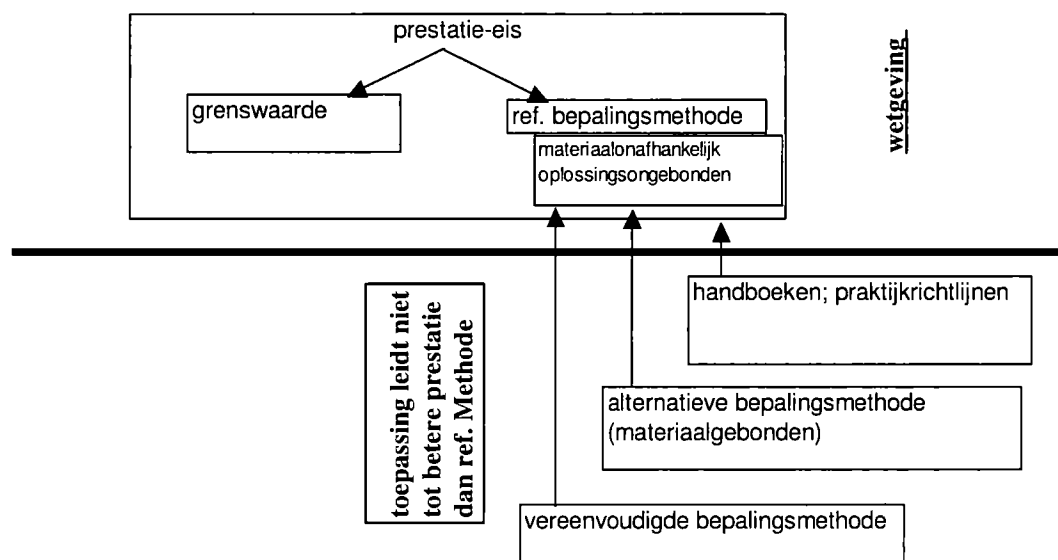 prestatie-eis
wetgeving
grenswaarde
ref. bepalingsmethode
materiaalonafhankelijk
oplossingsongebonden
handboeken; praktijkrichtlijnen
toepassing leidt niet
tot betere prestatie
dan ref. Methode
alternatieve bepalingsmethode
(materiaalgebonden)
vereenvoudigde bepalingsmethode